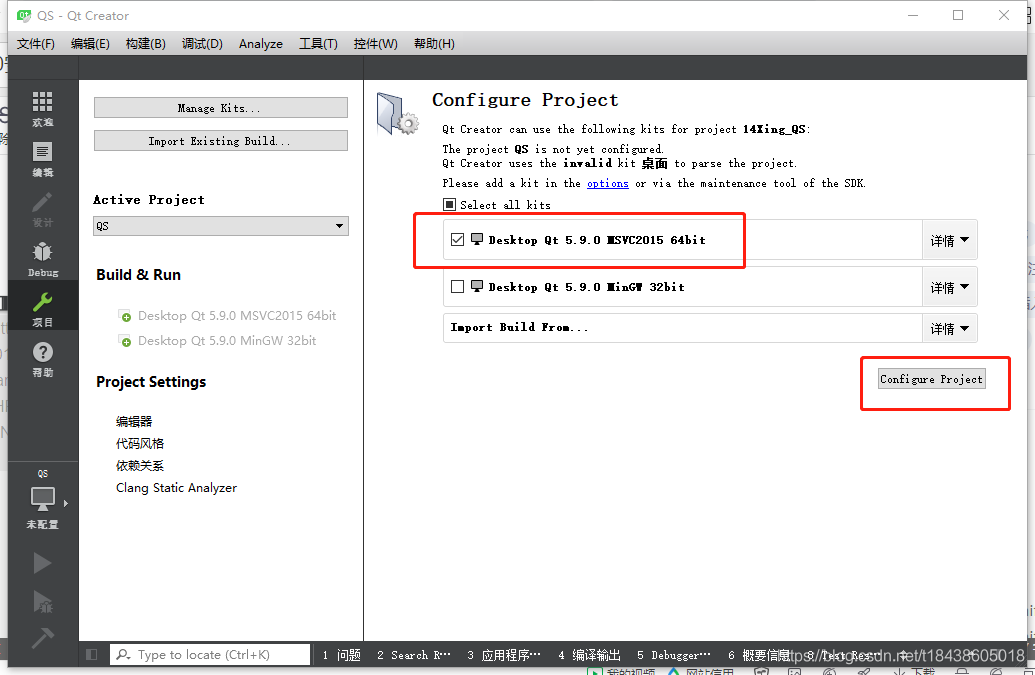 QS - Qt Creator
文件(F) 编辑(E) 构建(B) 调试(D) Analyze 工具(T) 控件(W) 帮助(H)
欢迎
编辑
设计
Debug
项目
帮助
QS
未配置
Manage Kits...
Import Existing Build...
Active Project
QS
Build & Run
Desktop Qt 5.9.0 MSVC2015 64bit
Desktop Qt 5.9.0 MinGW 32bit
Project Settings
编辑器
代码风格
依赖关系
Clang Static Analyzer
Configure Project
Qt Creator can use the following kits for project 14Xing_QS:
The project QS is not yet configured.
Qt Creator uses the invalid kit 桌面 to parse the project.
Please add a kit in the options or via the maintenance tool of the SDK.
Select all kits
Desktop Qt 5.9.0 MSVC2015 64bit 详情
Desktop Qt 5.9.0 MinGW 32bit 详情
Import Build From... 详情
Configure Project
Type to locate (Ctrl+K) 1 问题 2 Search R… 3 应用程序… 4 编译输出 5 Debugger… 6 概要信息
https://blog.csdn.net/t18438605018